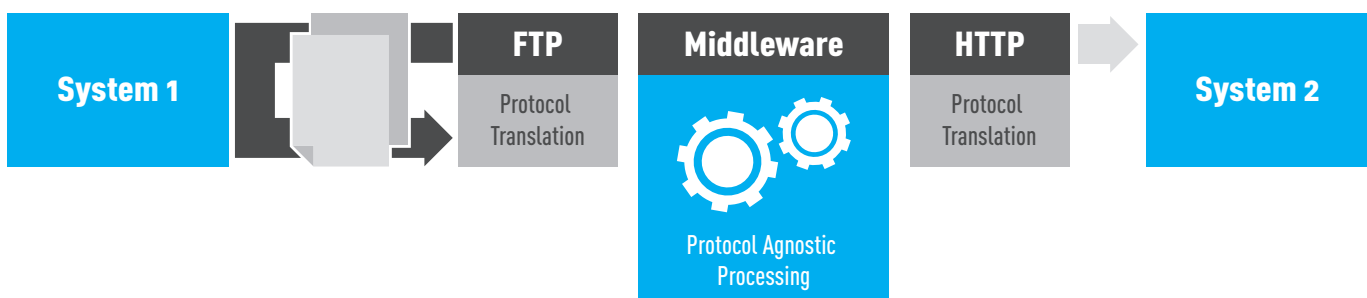 System 1
FTP
Protocol
Translation
Middleware
Protocol Agnostic
Processing
HTTP
Protocol
Translation
System 2